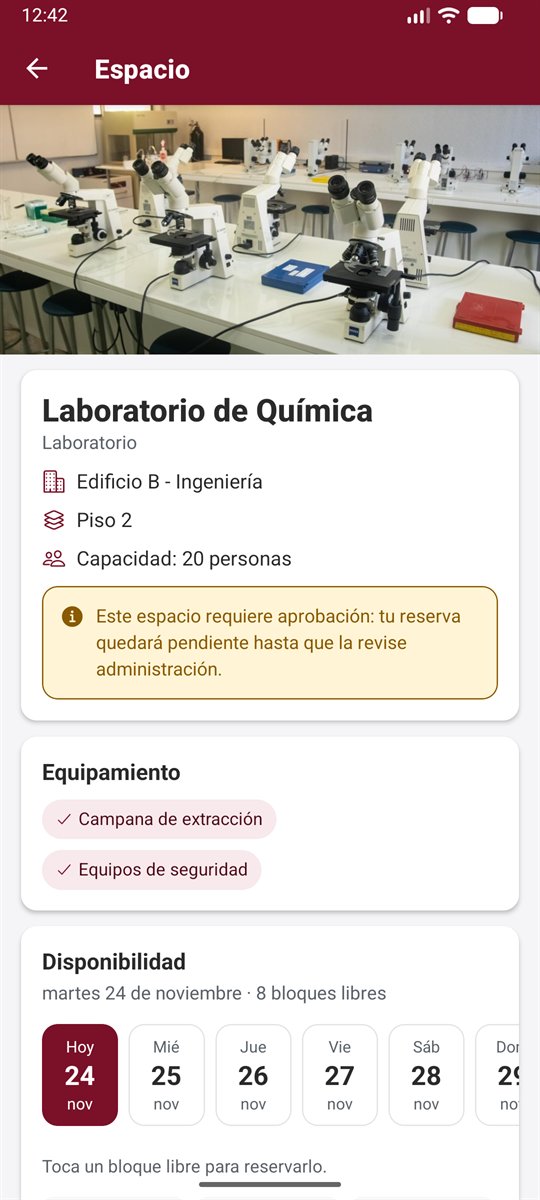 12:42
Espacio
Laboratorio de Química
Laboratorio
Edificio B - Ingeniería
Piso 2
Capacidad: 20 personas
Este espacio requiere aprobación: tu reserva
quedará pendiente hasta que la revise
administración.
Equipamiento
Campana de extracción
Equipos de seguridad
Disponibilidad
martes 24 de noviembre · 8 bloques libres
Hoy Mié Jue Vie Sáb Dom
24 25 26 27 28 29
nov nov nov nov nov nov
Toca un bloque libre para reservarlo.